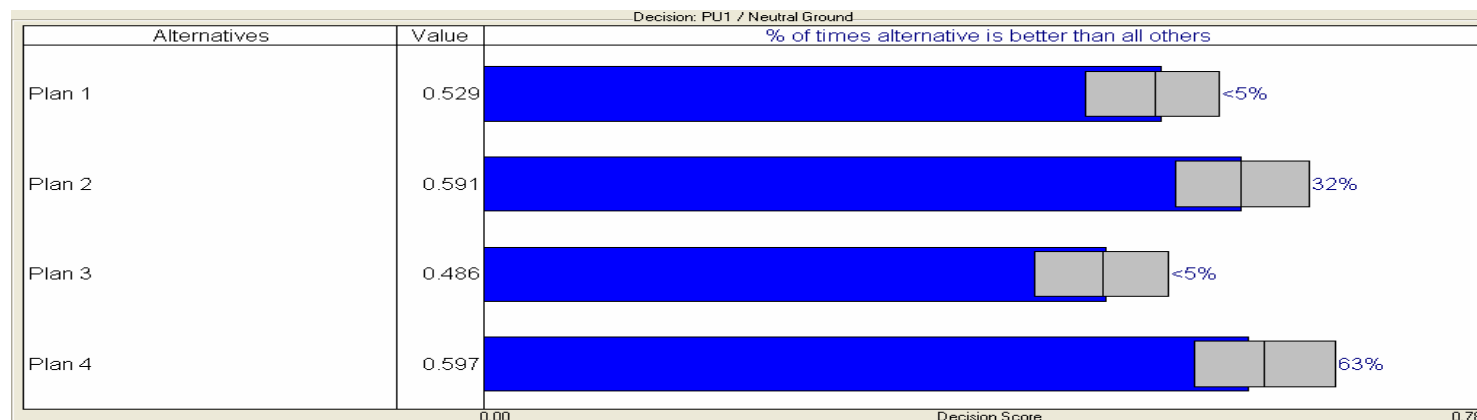 Decision: PU1 / Neutral Ground
Alternatives Value % of times alternative is better than all others
Plan 1 0.529 <5%
Plan 2 0.591 32%
Plan 3 0.486 <5%
Plan 4 0.597 63%
0.00 Decision Score 0.78